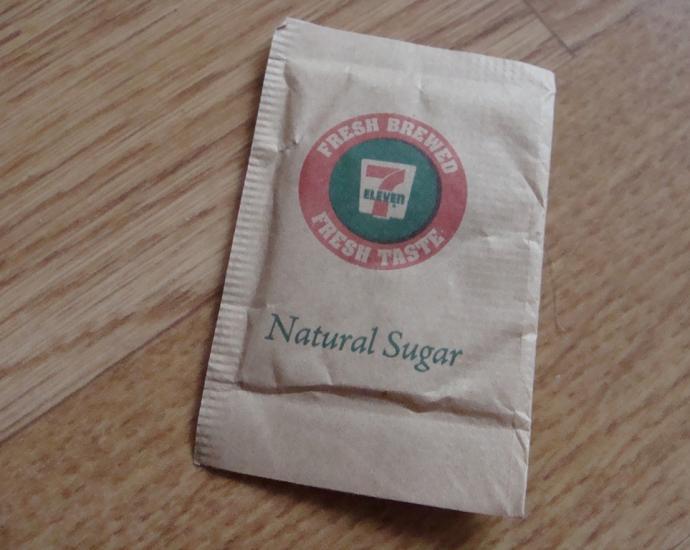 FRESH BREWED
7
ELEVEn
FRESH TASTE
Natural Sugar